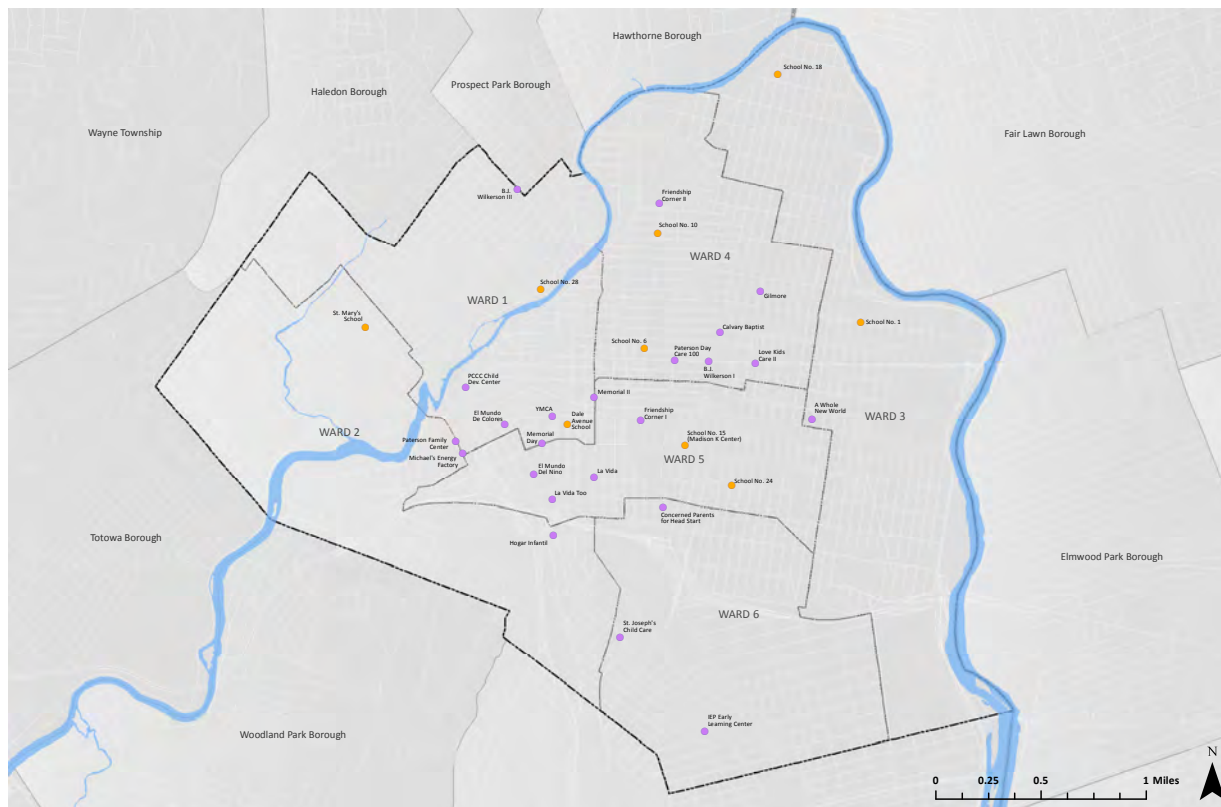 Hawthorne Borough
School No. 18
Prospect Park Borough
Haledon Borough
Wayne Township
Fair Lawn Borough
B.J.
Wilkerson III
Friendship
Corner II
School No. 10
WARD 4
School No. 28
WARD 1
Gilmore
St. Mary's
School
School No. 1
Calvary Baptist
School No. 6
Paterson Day
Care 100
B.J.
Wilkerson I
Love Kids
Care II
PCCC Child
Dev. Center
Memorial II
A Whole
New World
WARD 3
El Mundo
De Colores
YMCA
Dale
Avenue
School
Friendship
Corner I
WARD 2
Paterson Family
Center
Memorial
Day
School No. 15
(Madison K Center)
WARD 5
Michael's Energy
Factory
El Mundo
Del Nino
La Vida
School No. 24
La Vida Too
Concerned Parents
for Head Start
Totowa Borough
Hogar Infantil
Elmwood Park Borough
WARD 6
St. Joseph's
Child Care
IEP Early
Learning Center
Woodland Park Borough
N
0 0.25 0.5 1 Miles